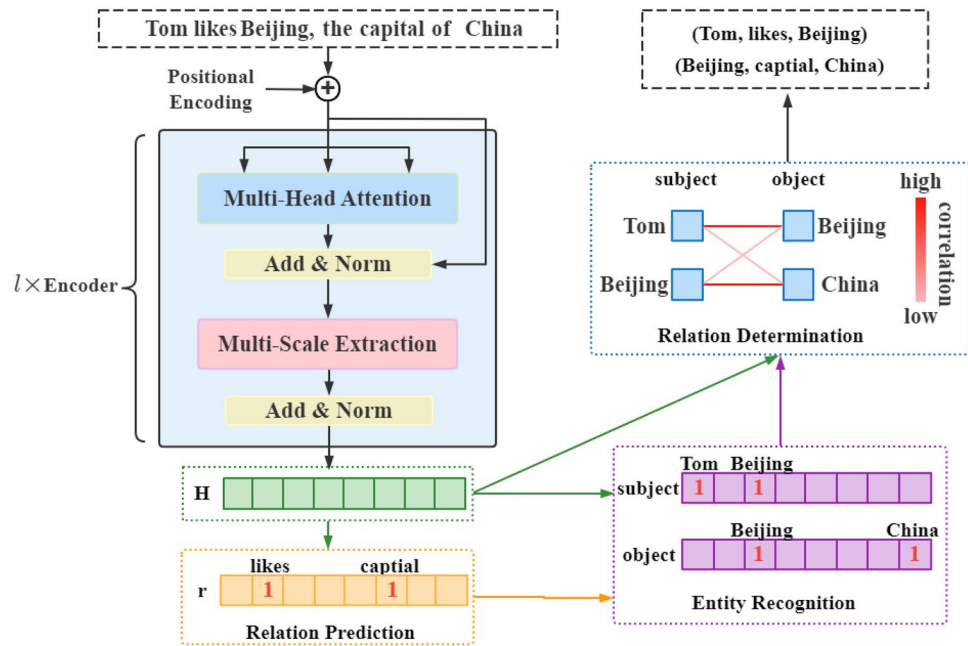 Tom likes Beijing, the capital of China
Positional
Encoding
+
l×Encoder
Multi-Head Attention
Add & Norm
Multi-Scale Extraction
Add & Norm
H
likes captial
r 1 1
Relation Prediction
(Tom, likes, Beijing)
(Beijing, captial, China)
subject object
high
Tom Beijing
correlation
Beijing China
low
Relation Determination
Tom Beijing
subject 1 1
Beijing China
object 1 1
Entity Recognition